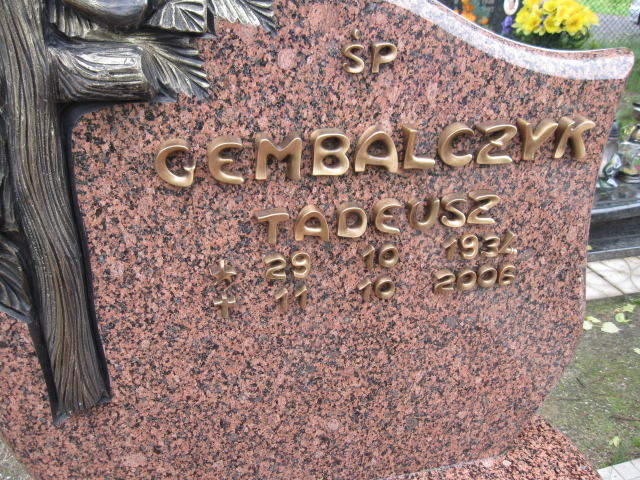 ŚP
GEMBALCZYK
TADEUSZ
* 29 10 1934
+ 11 10 2006